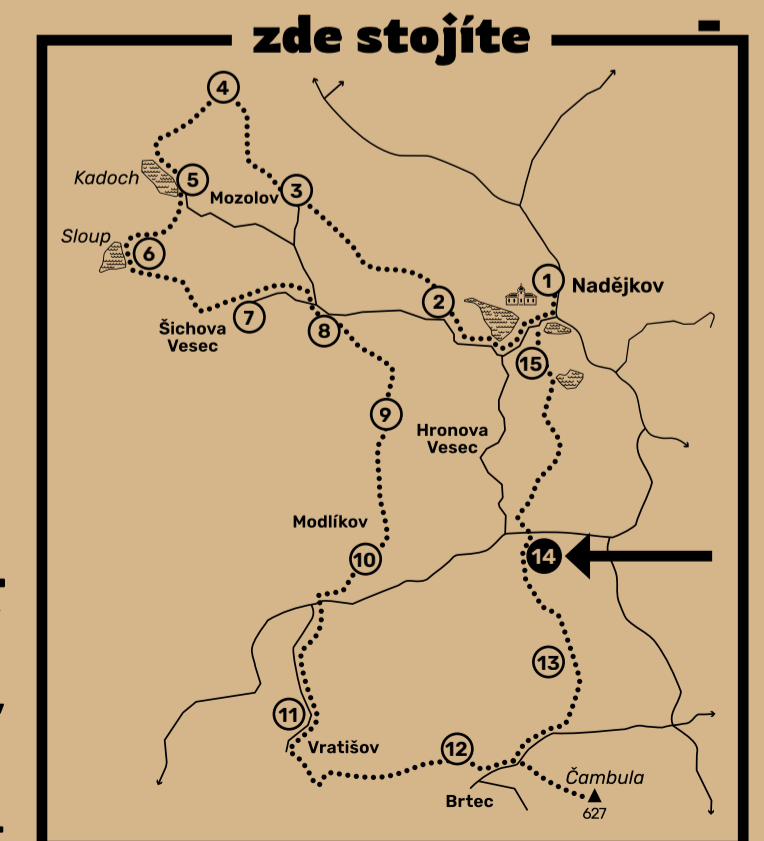 zde stojíte
4
Kadoch
5
Mozolov
3
Sloup
6
1
Nadějkov
2
7
Šichova
Vesec
8
15
9
Hronova
Vesec
Modlíkov
10
14
13
11
Vratišov
12
Čambula
627
Brtec